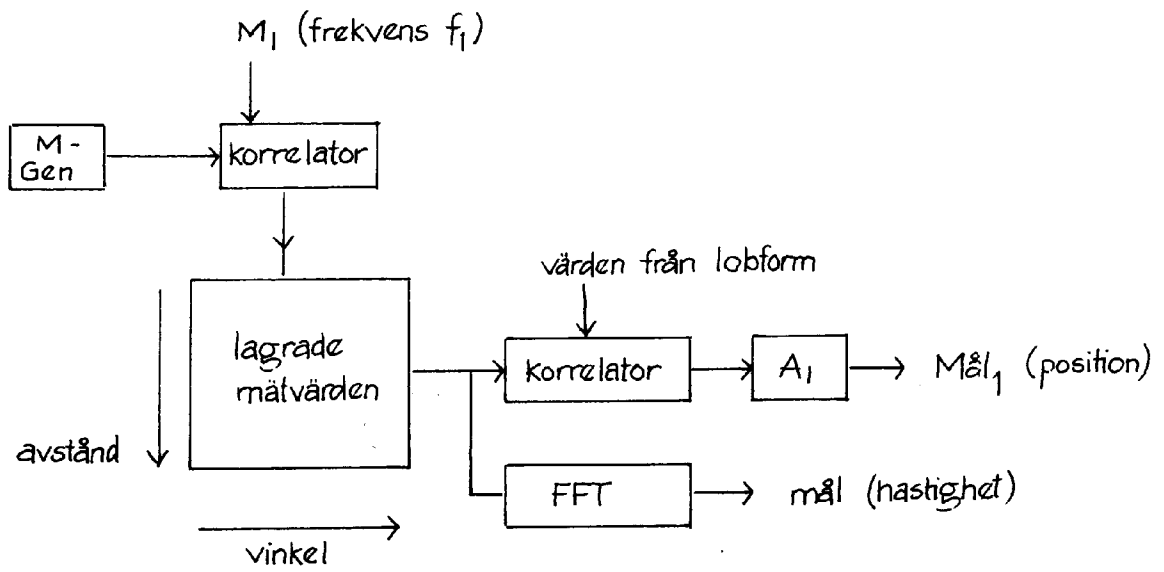 M₁ (frekvens f₁)
M-
Gen
korrelator
värden från lobform
lagrade
mätvärden
korrelator
A₁
Mål₁ (position)
avstånd
FFT
mål (hastighet)
vinkel